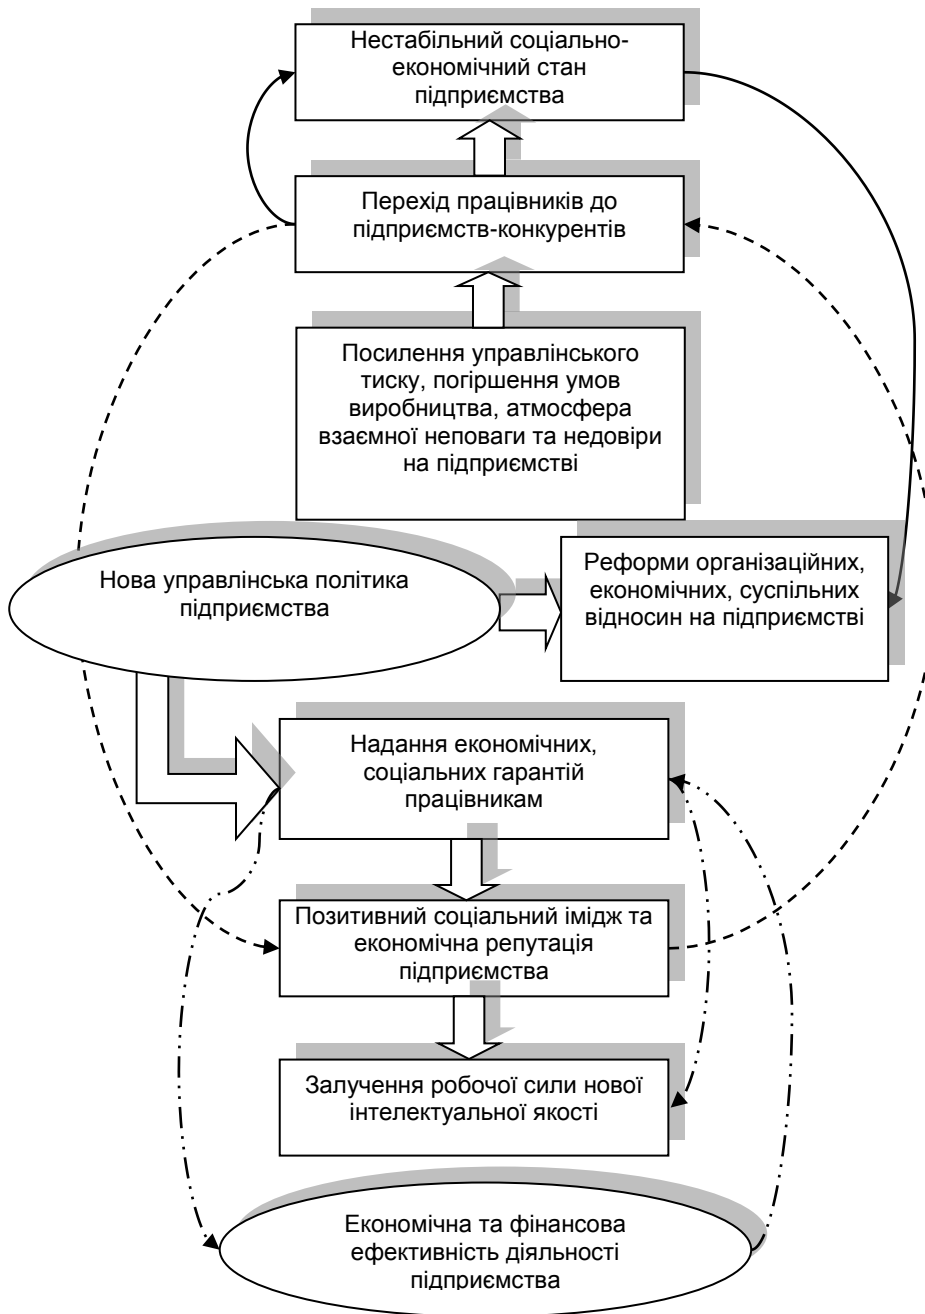 Нестабільний соціально-
економічний стан
підприємства
Перехід працівників до
підприємств-конкурентів
Посилення управлінського
тиску, погіршення умов
виробництва, атмосфера
взаємної неповаги та недовіри
на підприємстві
Нова управлінська політика
підприємства
Реформи організаційних,
економічних, суспільних
відносин на підприємстві
Надання економічних,
соціальних гарантій
працівникам
Позитивний соціальний імідж та
економічна репутація
підприємства
Залучення робочої сили нової
інтелектуальної якості
Економічна та фінансова
ефективність діяльності
підприємства